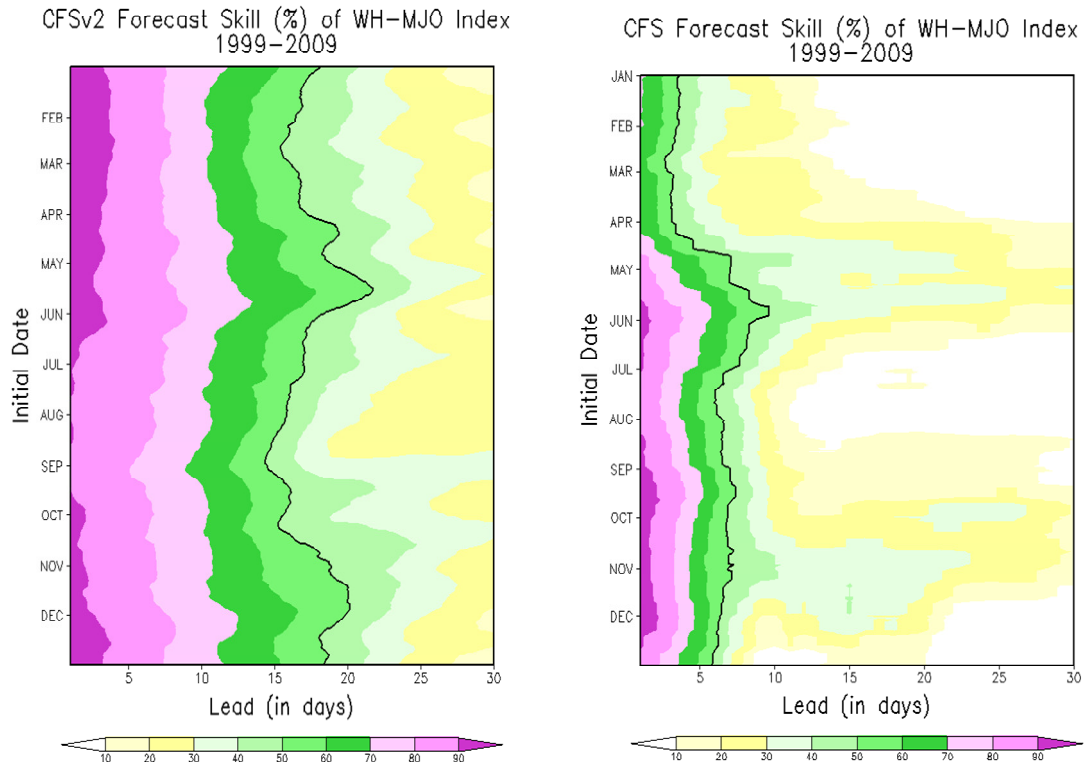 CFSv2 Forecast Skill (%) of WH-MJO Index
1999-2009
FEB
MAR
APR
MAY
JUN
JUL
AUG
SEP
OCT
NOV
DEC
Initial Date
5 10 15 20 25 30
Lead (in days)
10 20 30 40 50 60 70 80 90
CFS Forecast Skill (%) of WH-MJO Index
1999-2009
JAN
FEB
MAR
APR
MAY
JUN
JUL
AUG
SEP
OCT
NOV
DEC
Initial Date
5 10 15 20 25 30
Lead (in days)
10 20 30 40 50 60 70 80 90